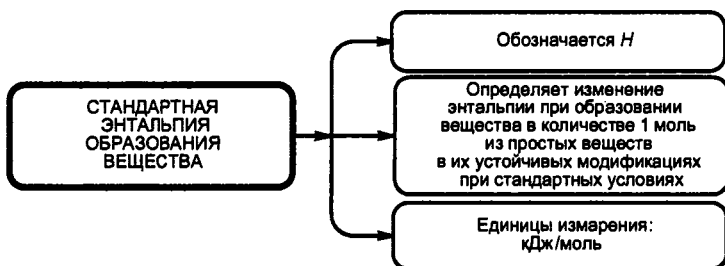 СТАНДАРТНАЯ
ЭНТАЛЬПИЯ
ОБРАЗОВАНИЯ
ВЕЩЕСТВА
Обозначается H
Определяет изменение
энтальпии при образовании
вещества в количестве 1 моль
из простых веществ
в их устойчивых модификациях
при стандартных условиях
Единицы измарения:
кДж/моль